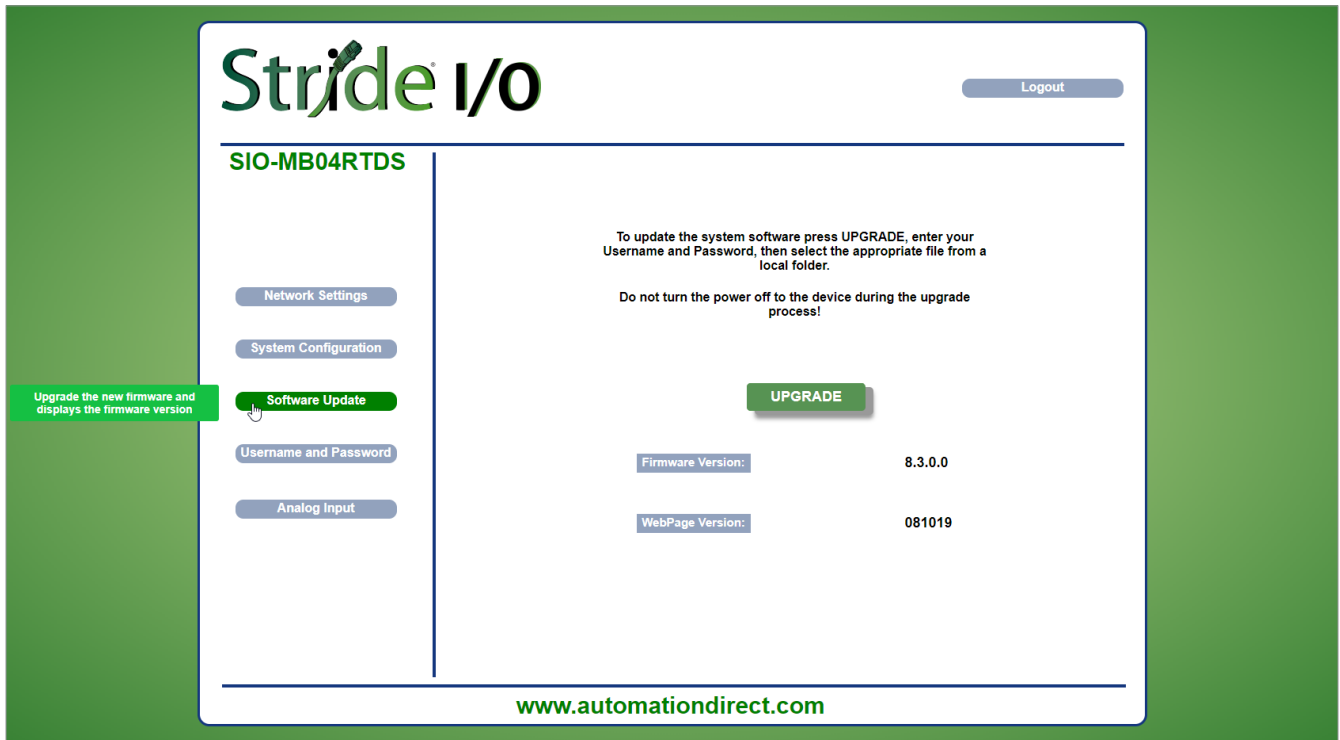 Stride I/O
Logout
SIO-MB04RTDS
To update the system software press UPGRADE, enter your
Username and Password, then select the appropriate file from a
local folder.
Do not turn the power off to the device during the upgrade
process!
Network Settings
System Configuration
Upgrade the new firmware and
displays the firmware version
Software Update
UPGRADE
Username and Password
Firmware Version:
8.3.0.0
Analog Input
WebPage Version:
081019
www.automationdirect.com